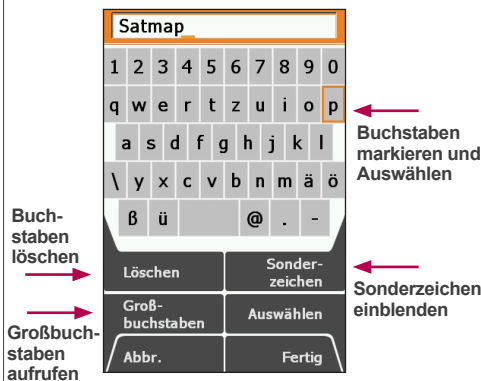 Satmap_
1 2 3 4 5 6 7 8 9 0
q w e r t z u i o p
a s d f g h j k l
\ y x c v b n m ä ö
ß ü @ . -
Löschen
Sonder-
zeichen
Groß-
buchstaben
Auswählen
Abbr.
Fertig
Buchstaben
markieren und
Auswählen
Buch-
staben
löschen
Sonderzeichen
einblenden
Großbuch-
staben
aufrufen